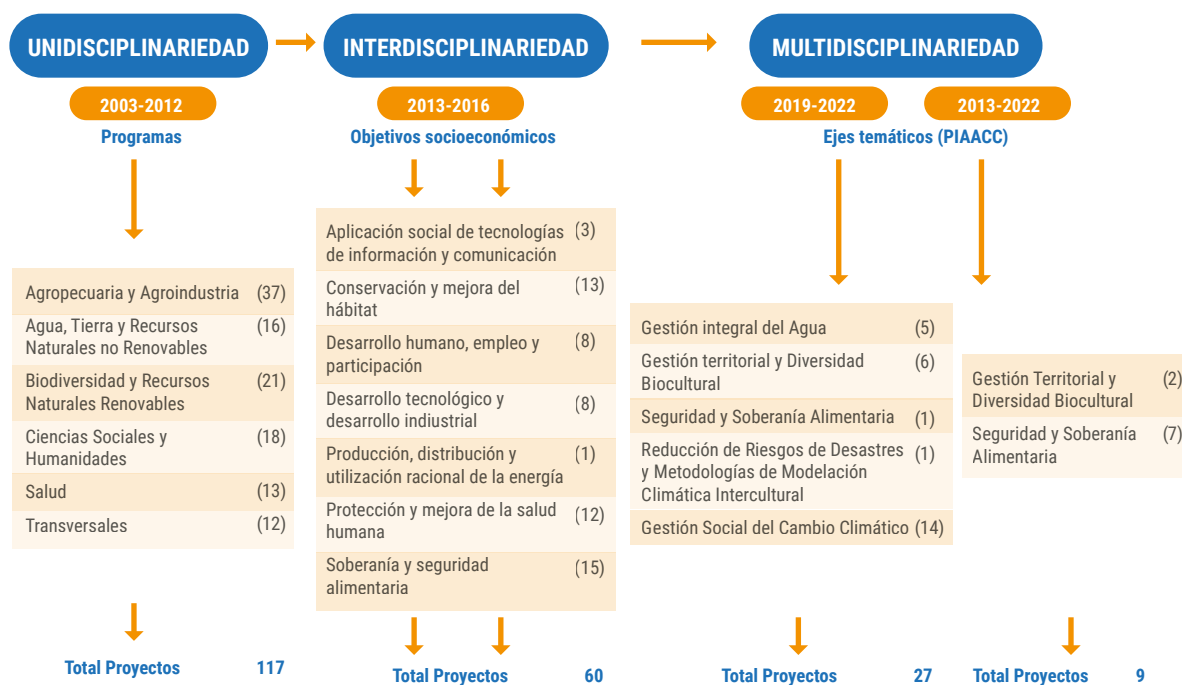 UNIDISCIPLINARIEDAD
2003-2012
Programas
Agropecuaria y Agroindustria (37)
Agua, Tierra y Recursos (16)
Naturales no Renovables
Biodiversidad y Recursos (21)
Naturales Renovables
Ciencias Sociales y (18)
Humanidades
Salud (13)
Transversales (12)
Total Proyectos 117
INTERDISCIPLINARIEDAD
2013-2016
Objetivos socioeconómicos
Aplicación social de tecnologías (3)
de información y comunicación
Conservación y mejora del (13)
hábitat
Desarrollo humano, empleo y (8)
participación
Desarrollo tecnológico y (8)
desarrollo indiustrial
Producción, distribución y (1)
utilización racional de la energía
Protección y mejora de la salud (12)
humana
Soberanía y seguridad (15)
alimentaria
Total Proyectos 60
MULTIDISCIPLINARIEDAD
2019-2022 2013-2022
Ejes temáticos (PIAACC)
Gestión integral del Agua (5)
Gestión territorial y Diversidad (6)
Biocultural
Seguridad y Soberanía Alimentaria (1)
Reducción de Riesgos de Desastres (1)
y Metodologías de Modelación
Climática Intercultural
Gestión Social del Cambio Climático (14)
Total Proyectos 27
Gestión Territorial y (2)
Diversidad Biocultural
Seguridad y Soberanía (7)
Alimentaria
Total Proyectos 9